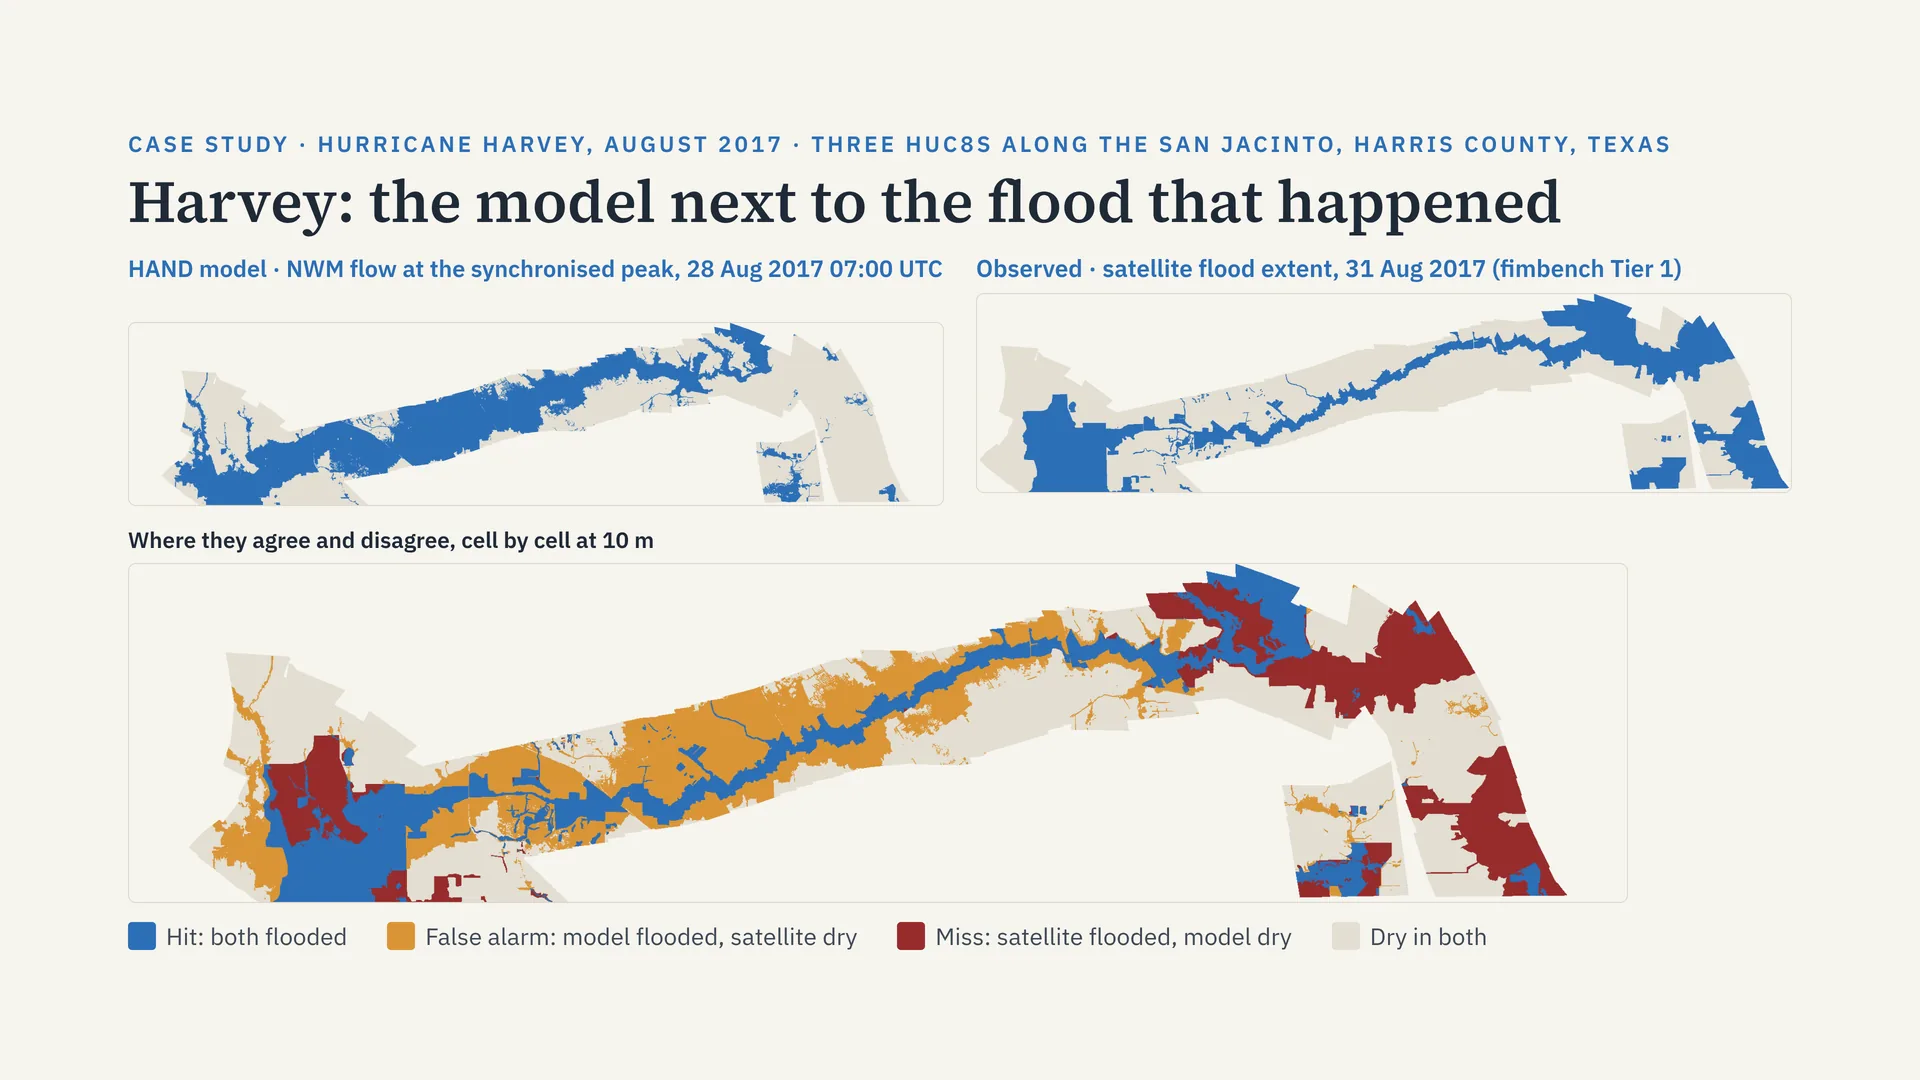 CASE STUDY · HURRICANE HARVEY, AUGUST 2017 · THREE HUC8S ALONG THE SAN JACINTO, HARRIS COUNTY, TEXAS
Harvey: the model next to the flood that happened
HAND model · NWM flow at the synchronised peak, 28 Aug 2017 07:00 UTC
Observed · satellite flood extent, 31 Aug 2017 (fimbench Tier 1)
Where they agree and disagree, cell by cell at 10 m
Hit: both flooded
False alarm: model flooded, satellite dry
Miss: satellite flooded, model dry
Dry in both